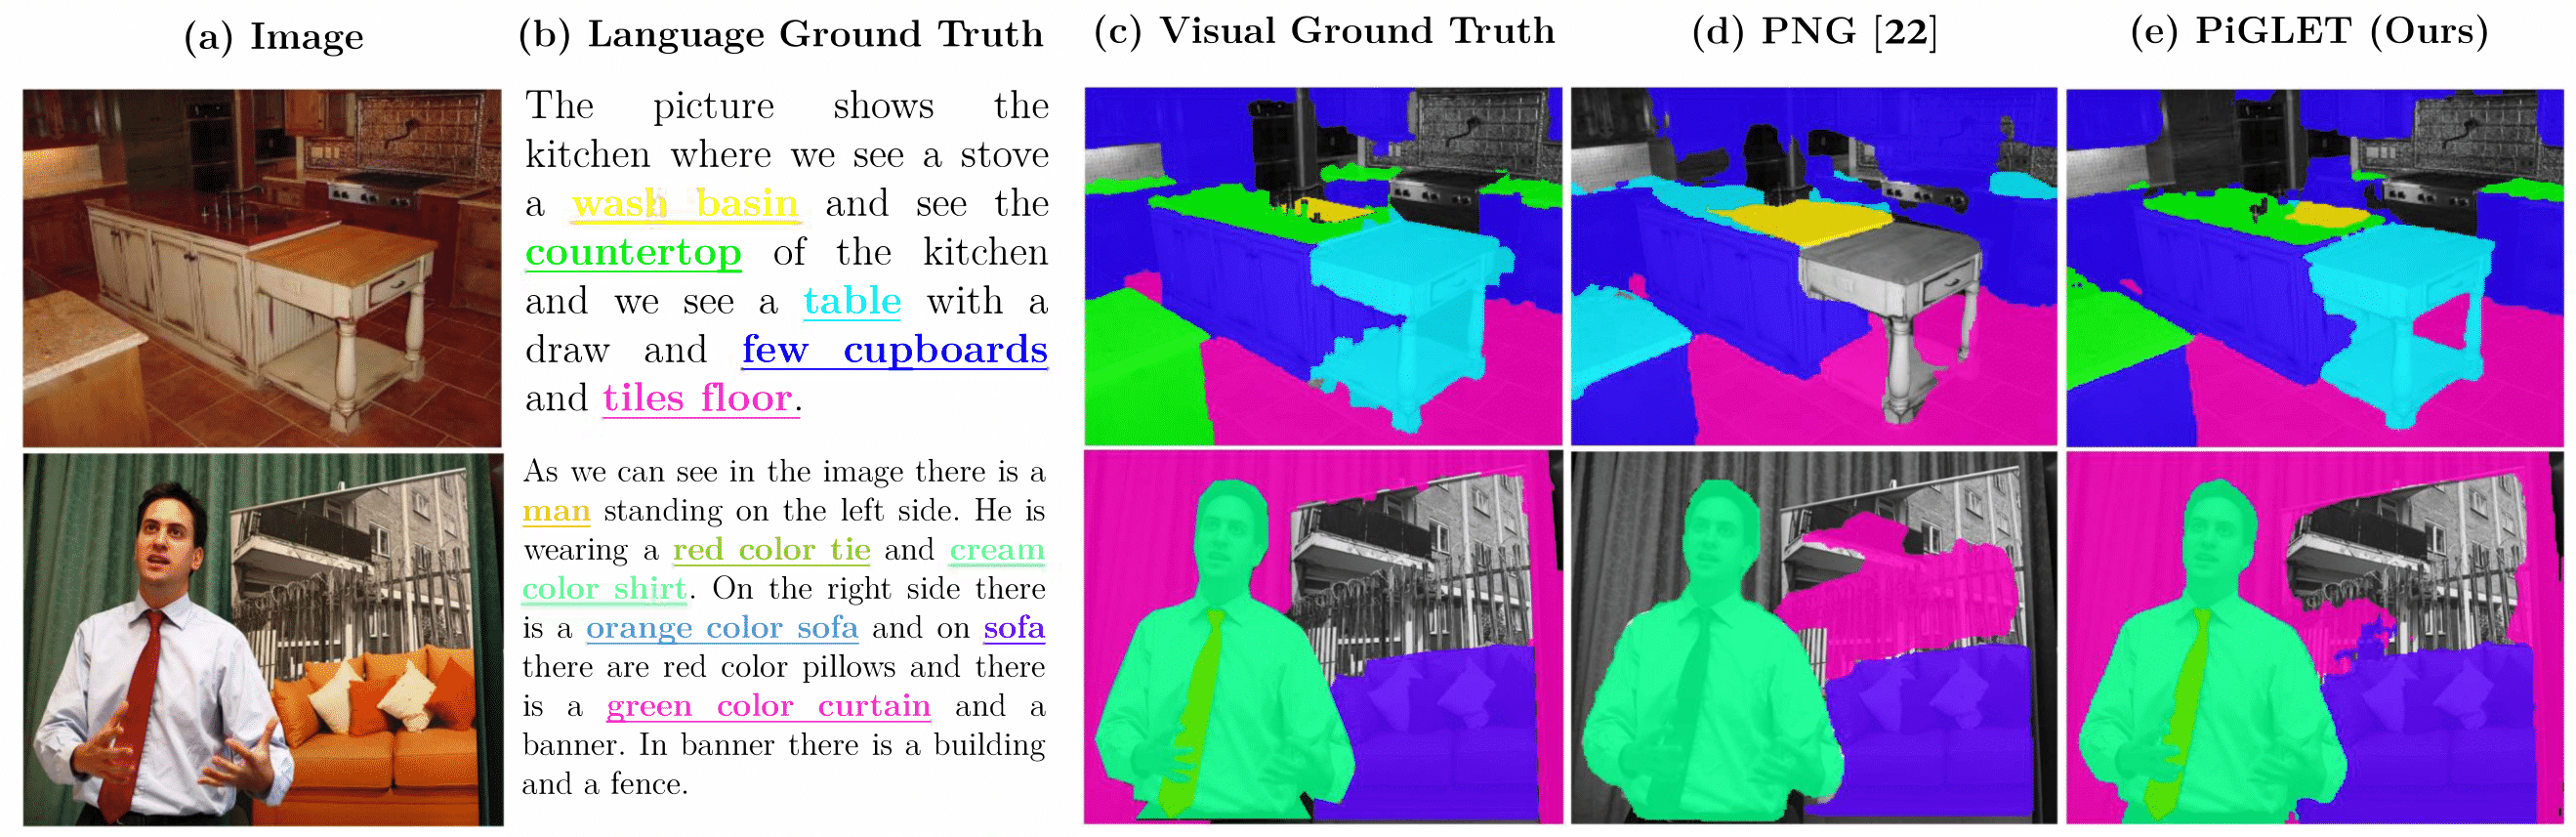 (a) Image
(b) Language Ground Truth
(c) Visual Ground Truth
(d) PNG [22]
(e) PiGLET (Ours)
The picture shows the
kitchen where we see a stove
a wash basin and see the
countertop of the kitchen
and we see a table with a
draw and few cupboards
and tiles floor.
As we can see in the image there is a
man standing on the left side. He is
wearing a red color tie and cream
color shirt. On the right side there
is a orange color sofa and on sofa
there are red color pillows and there
is a green color curtain and a
banner. In banner there is a building
and a fence.